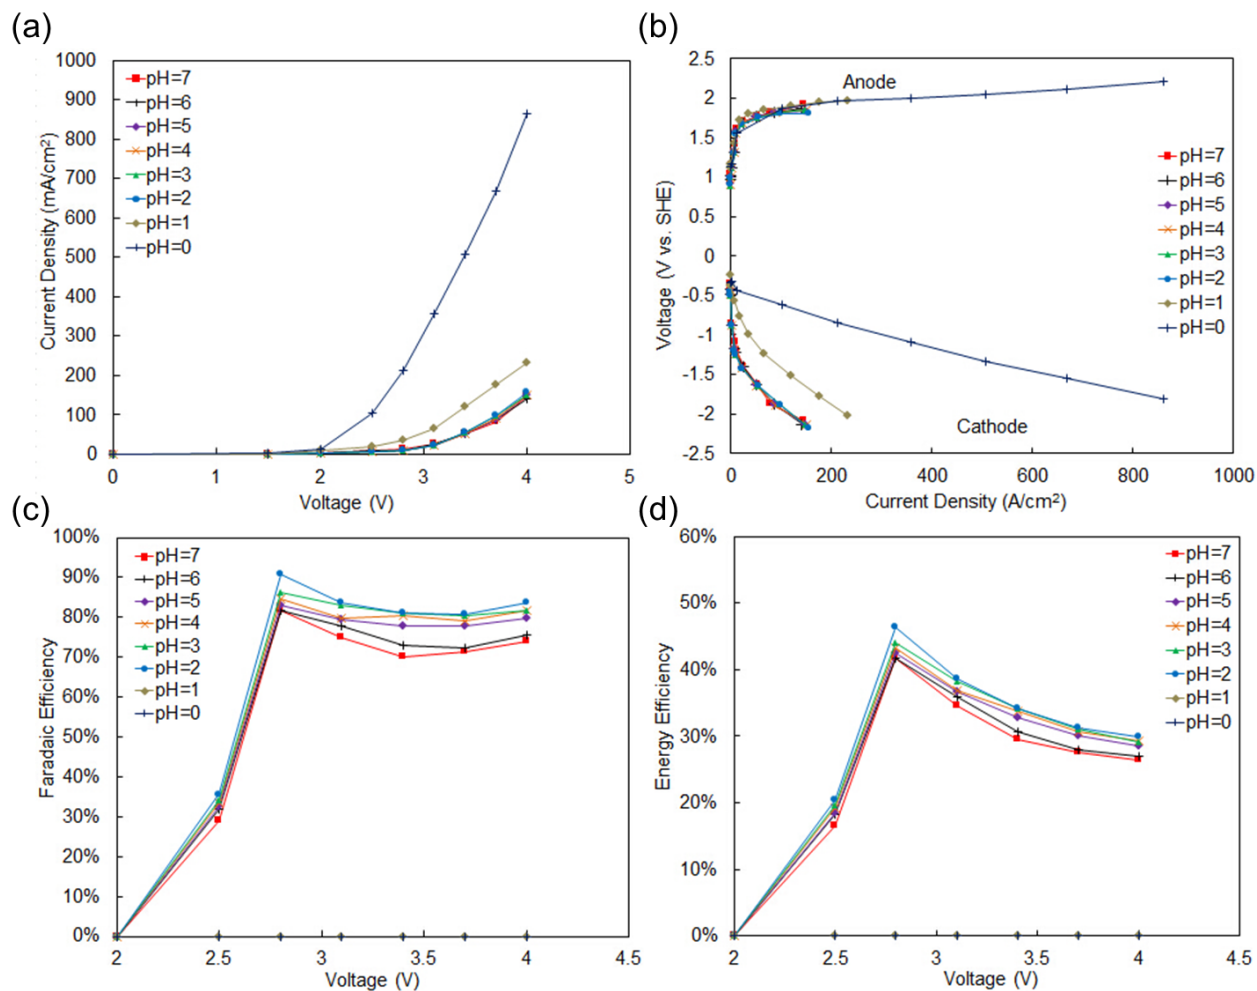 (a)
1000
900
800
700
600
500
400
300
200
100
0
Current Density (mA/cm²)
pH=7
pH=6
pH=5
pH=4
pH=3
pH=2
pH=1
pH=0
0
1
2
3
4
5
Voltage (V)
(b)
2.5
2
1.5
1
0.5
0
-0.5
-1
-1.5
-2
-2.5
Voltage (V vs. SHE)
Anode
pH=7
pH=6
pH=5
pH=4
pH=3
pH=2
pH=1
pH=0
Cathode
0
200
400
600
800
1000
Current Density (A/cm²)
(c)
100%
90%
80%
70%
60%
50%
40%
30%
20%
10%
0%
Faradaic Efficiency
pH=7
pH=6
pH=5
pH=4
pH=3
pH=2
pH=1
pH=0
2
2.5
3
3.5
4
4.5
Voltage (V)
(d)
60%
50%
40%
30%
20%
10%
0%
Energy Efficiency
pH=7
pH=6
pH=5
pH=4
pH=3
pH=2
pH=1
pH=0
2
2.5
3
3.5
4
4.5
Voltage (V)